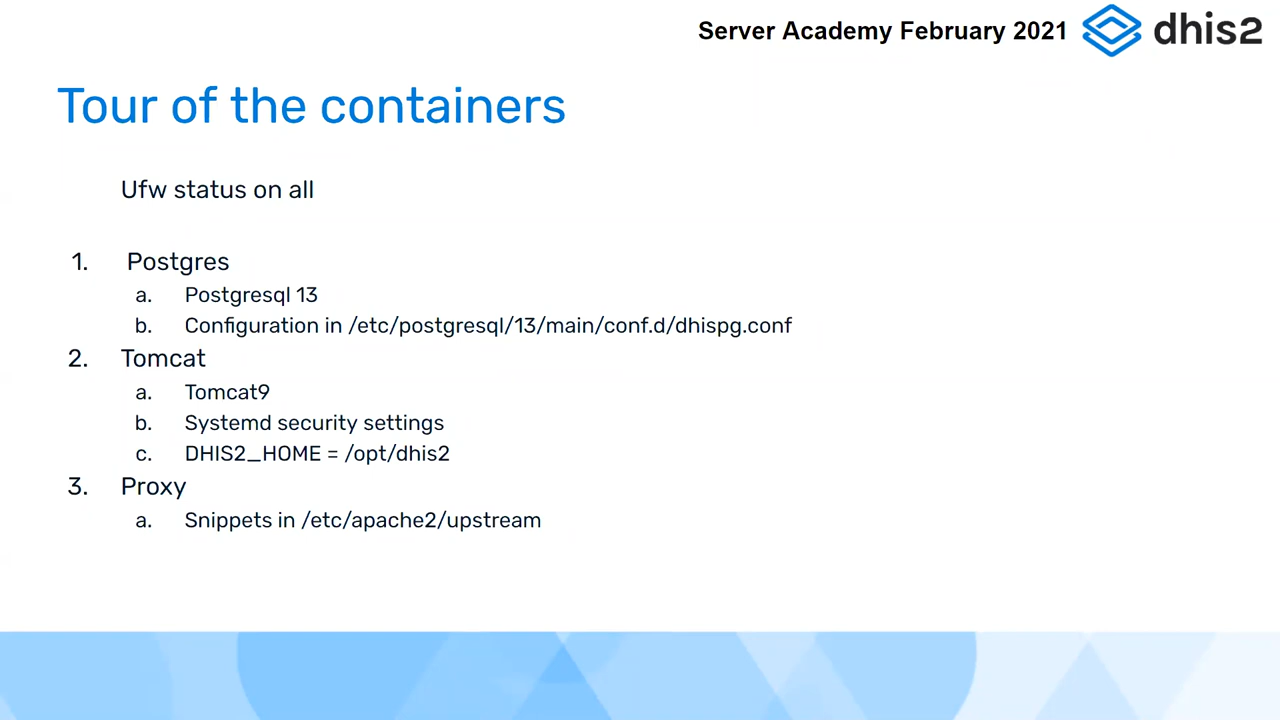 Server Academy February 2021 dhis2
Tour of the containers
Ufw status on all
1. Postgres
a. Postgresql 13
b. Configuration in /etc/postgresql/13/main/conf.d/dhispg.conf
2. Tomcat
a. Tomcat9
b. Systemd security settings
c. DHIS2_HOME = /opt/dhis2
3. Proxy
a. Snippets in /etc/apache2/upstream